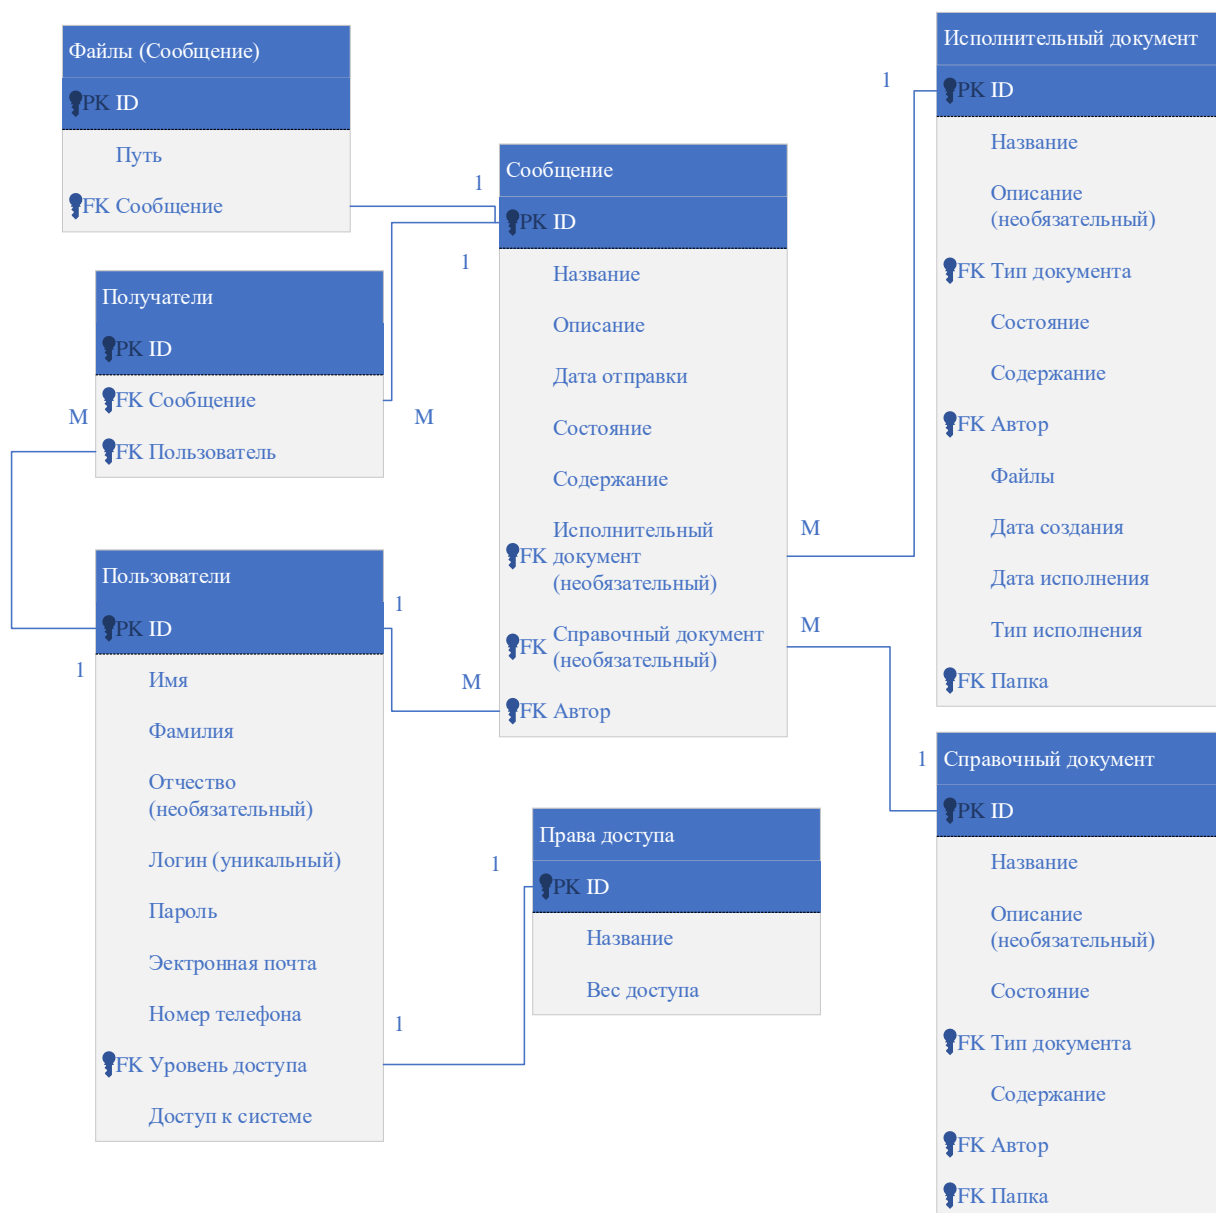 Файлы (Сообщение)
PK ID
Путь
FK Сообщение
1
Получатели
PK ID
FK Сообщение
FK Пользователь
M
M
1
Пользователи
PK ID
1
1
Имя
Фамилия
Отчество
(необязательный)
Логин (уникальный)
Пароль
Эектронная почта
Номер телефона
1
FK Уровень доступа
Доступ к системе
Сообщение
PK ID
Название
Описание
Дата отправки
Состояние
Содержание
Исполнительный
FK документ
(необязательный)
M
FK Справочный документ
(необязательный)
M
M
FK Автор
Права доступа
1
PK ID
Название
Вес доступа
Исполнительный документ
1
PK ID
Название
Описание
(необязательный)
FK Тип документа
Состояние
Содержание
FK Автор
Файлы
Дата создания
Дата исполнения
Тип исполнения
FK Папка
1
Справочный документ
PK ID
Название
Описание
(необязательный)
Состояние
FK Тип документа
Содержание
FK Автор
FK Папка